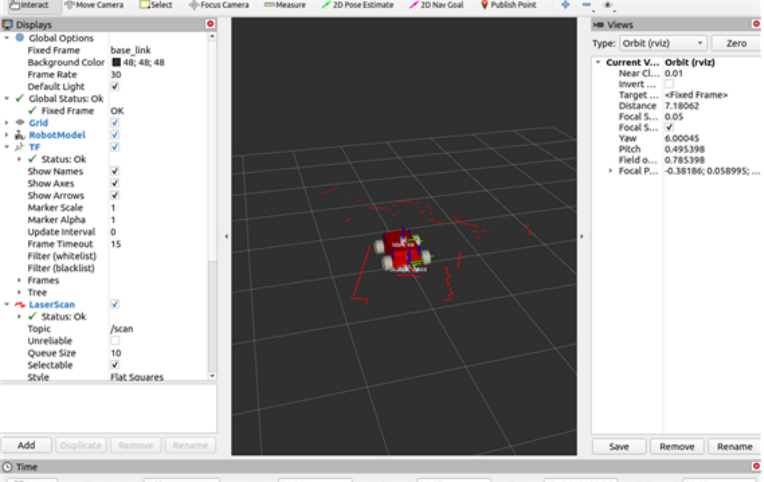 Interact Move Camera Select Focus Camera Measure 2D Pose Estimate 2D Nav Goal Publish Point
Displays
Global Options
Fixed Frame base_link
Background Color 48; 48; 48
Frame Rate 30
Default Light
Global Status: Ok
Fixed Frame OK
Grid
RobotModel
TF
Status: Ok
Show Names
Show Axes
Show Arrows
Marker Scale 1
Marker Alpha 1
Update Interval 0
Frame Timeout 15
Filter (whitelist)
Filter (blacklist)
Frames
Tree
LaserScan
Status: Ok
Topic /scan
Unreliable
Queue Size 10
Selectable
Style Flat Squares
Add Duplicate Remove Rename
Time
Views
Type: Orbit (rviz) Zero
Current V... Orbit (rviz)
Near Cl... 0.01
Invert ...
Target ... <Fixed Frame>
Distance 7.18062
Focal S... 0.05
Focal S...
Yaw 6.00045
Pitch 0.495398
Field o... 0.785398
Focal P... -0.38186; 0.058995; ...
Save Remove Rename